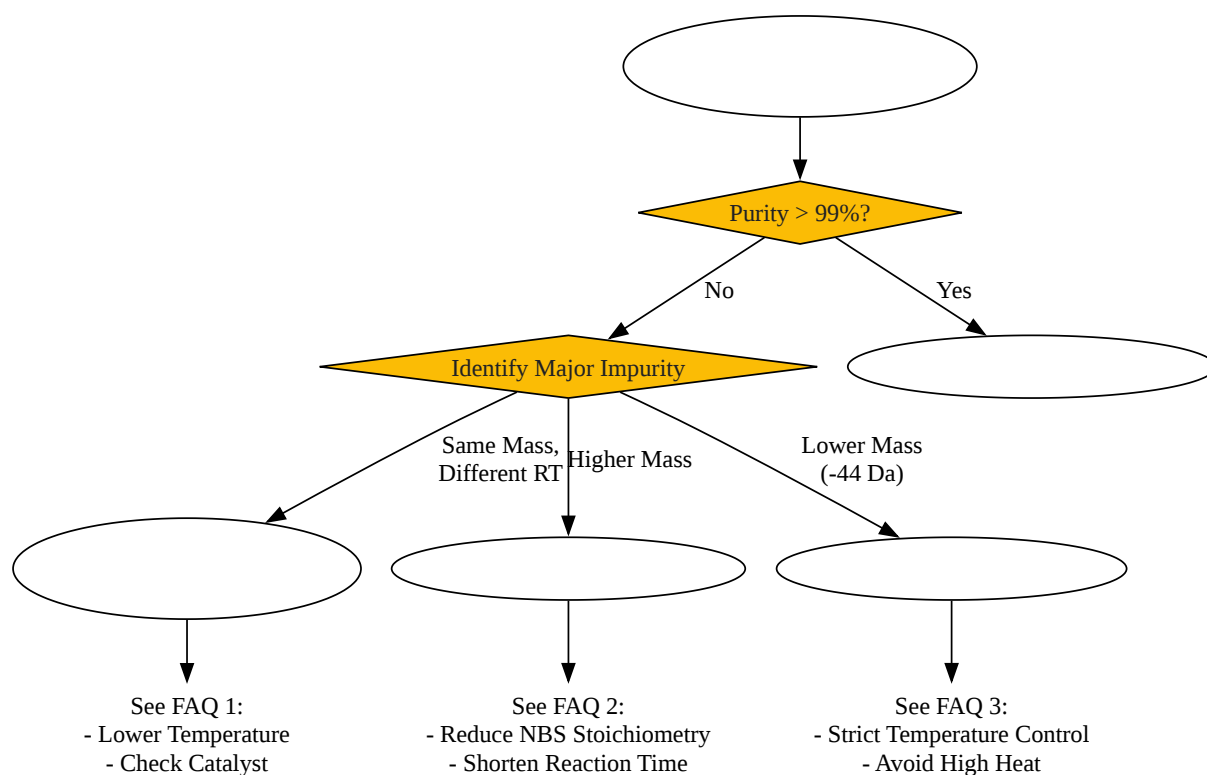 Purity > 99%?
No
Yes
Identify Major Impurity
Same Mass,
Different RT
Higher Mass
Lower Mass
(-44 Da)
See FAQ 1:
- Lower Temperature
- Check Catalyst
See FAQ 2:
- Reduce NBS Stoichiometry
- Shorten Reaction Time
See FAQ 3:
- Strict Temperature Control
- Avoid High Heat